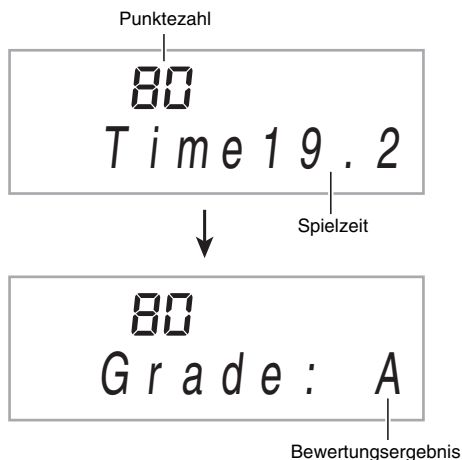 Punktezahl
80
Time19.2
Spielzeit
80
Grade: A
Bewertungsergebnis